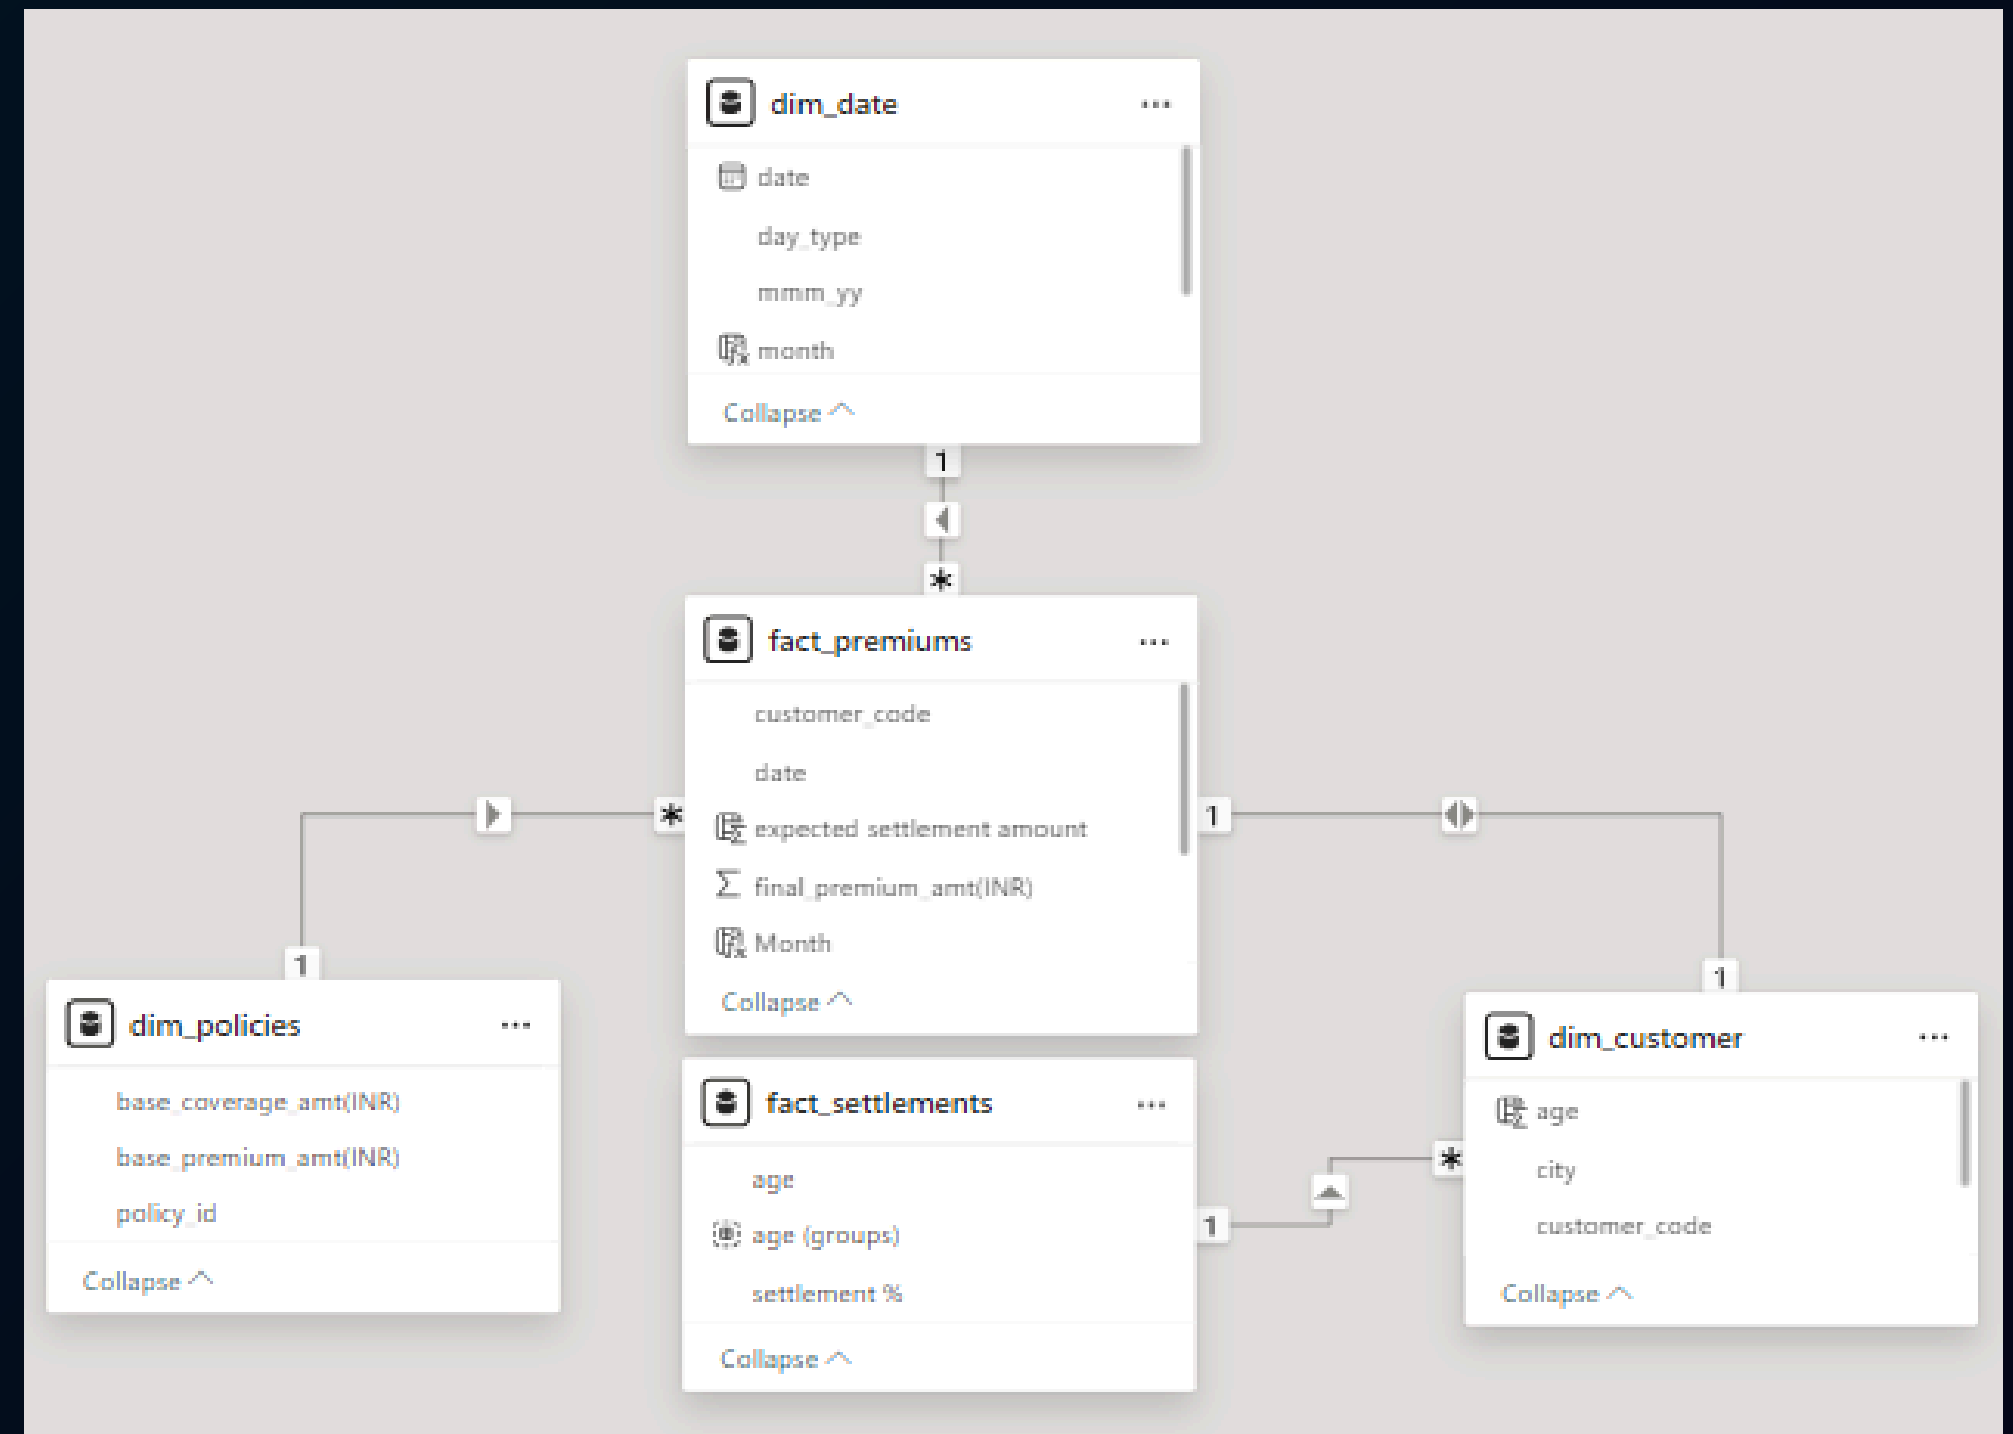 dim_date
date
day_type
mmm_yy
month
Collapse
1
*
fact_premiums
customer_code
date
expected settlement amount
final_premium_amt(INR)
Month
Collapse
*
1
1
dim_policies
base_coverage_amt(INR)
base_premium_amt(INR)
policy_id
Collapse
fact_settlements
age
age (groups)
settlement %
Collapse
1
*
1
dim_customer
age
city
customer_code
Collapse